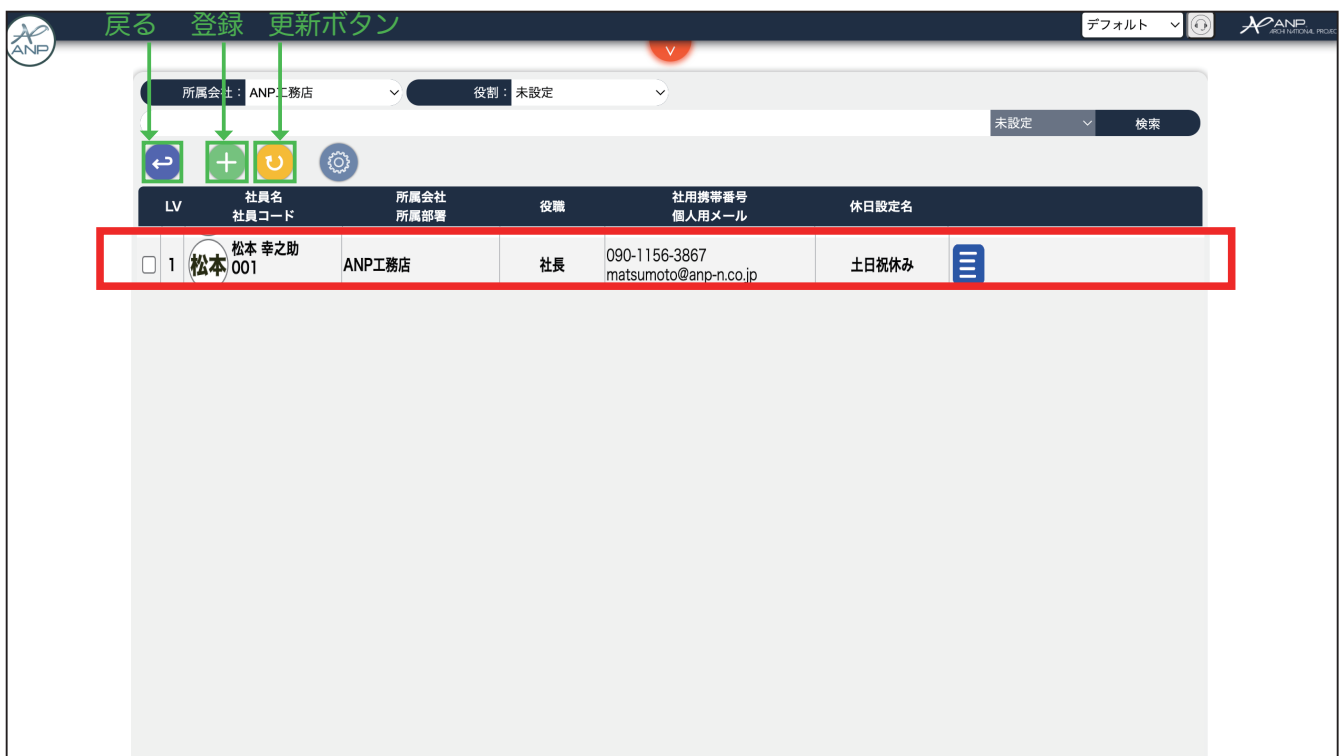 戻る 登録 更新ボタン
デフォルト
ANP
ANP
ARCHI NATIONAL PROJEC
所属会社: ANP工務店 役割: 未設定
未設定 検索
LV 社員名 所属会社 役職 社用携帯番号 休日設定名
社員コード 所属部署 個人用メール
1 松本 松本 幸之助 ANP工務店 社長 090-1156-3867 土日祝休み
001 matsumoto@anp-n.co.jp